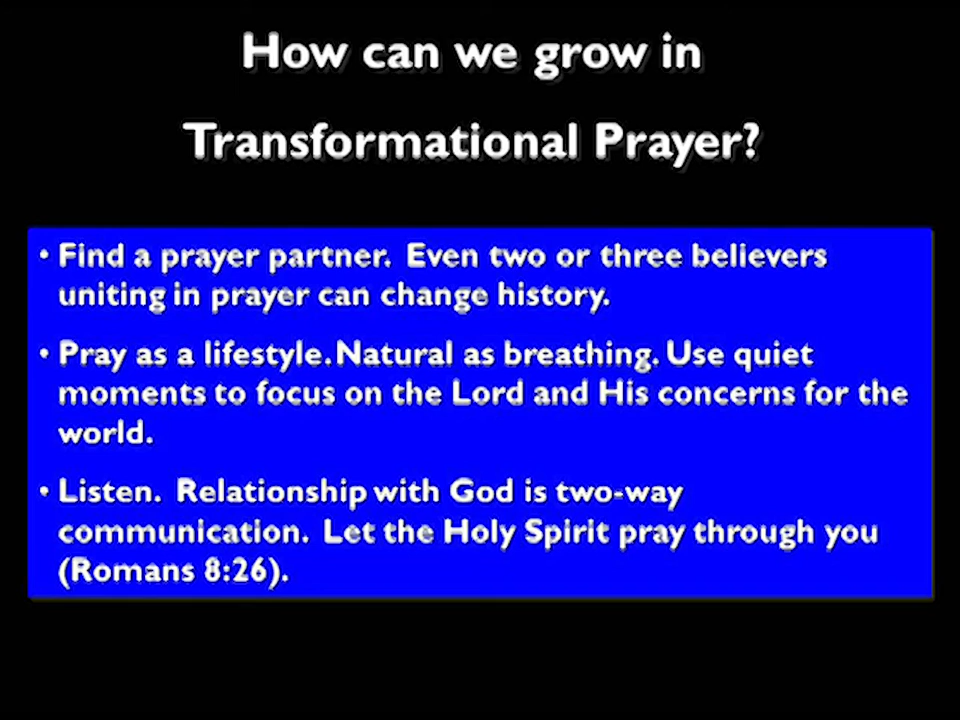 How can we grow in
Transformational Prayer?
• Find a prayer partner.  Even two or three believers
uniting in prayer can change history.
• Pray as a lifestyle. Natural as breathing. Use quiet
moments to focus on the Lord and His concerns for the
world.
• Listen.  Relationship with God is two-way
communication.  Let the Holy Spirit pray through you
(Romans 8:26).